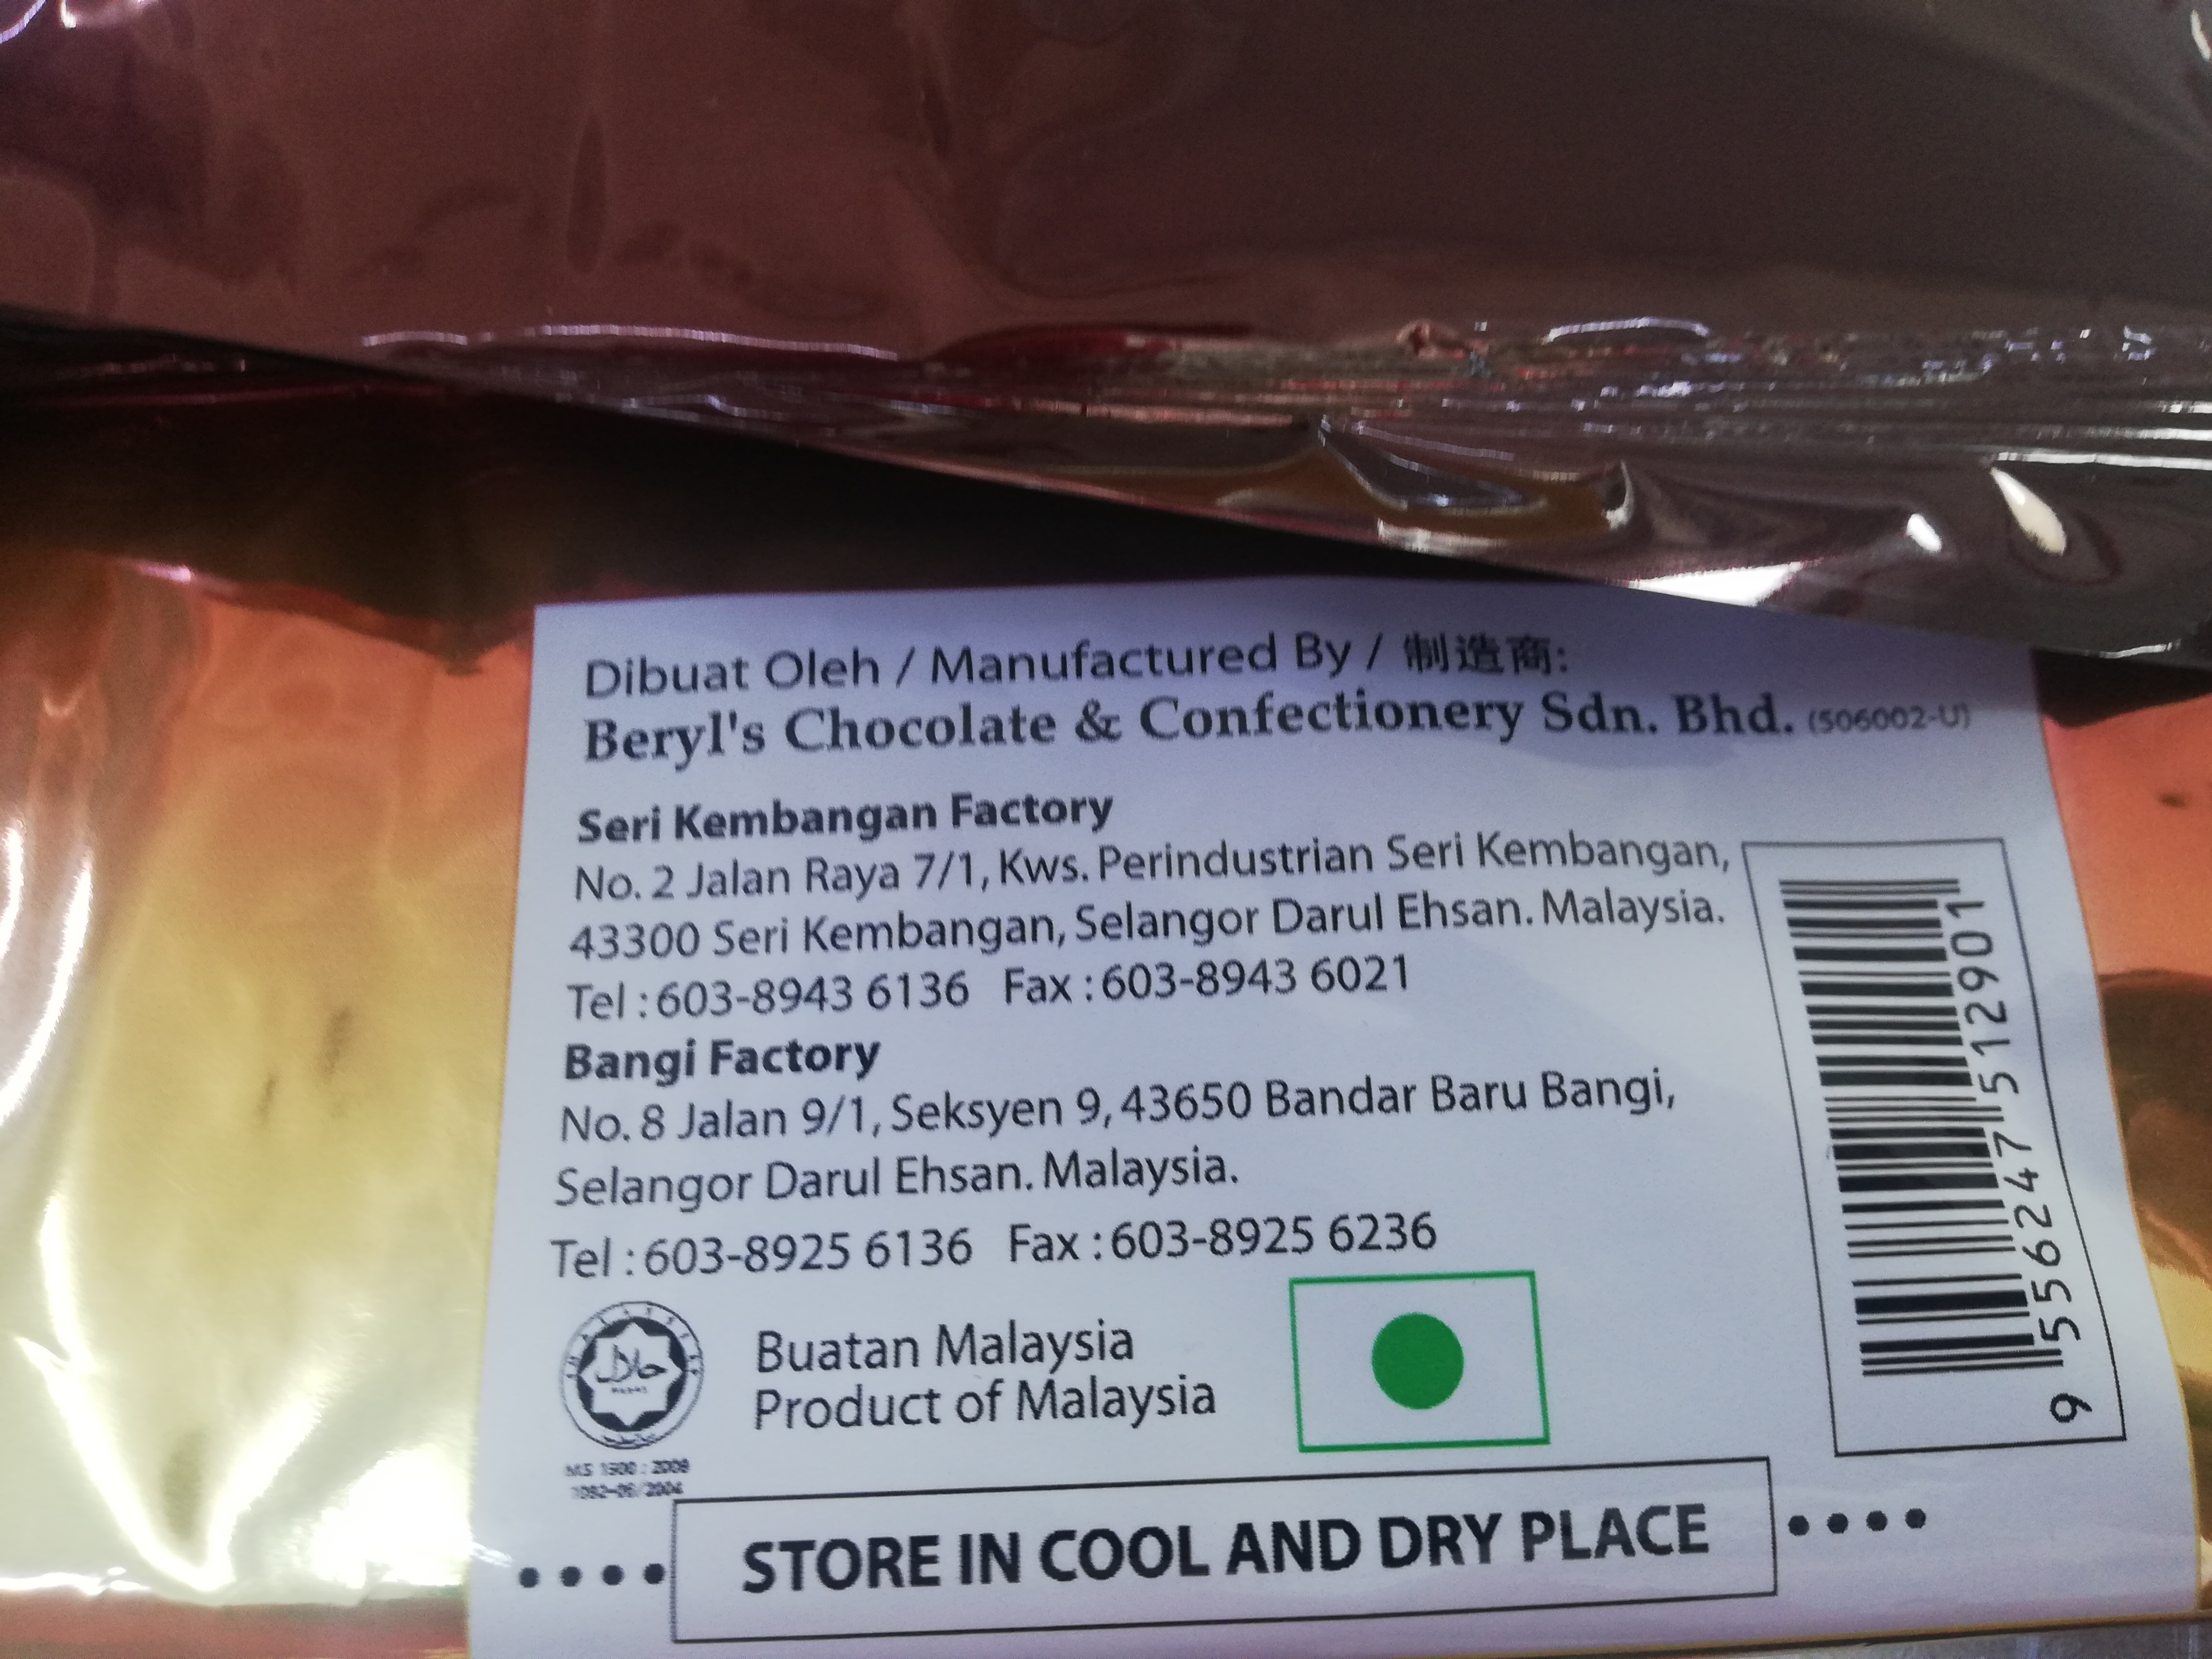 Dibuat Oleh / Manufactured By / 制造商:
Beryl's Chocolate & Confectionery Sdn. Bhd. (506002-U)
Seri Kembangan Factory
No. 2 Jalan Raya 7/1, Kws. Perindustrian Seri Kembangan,
43300 Seri Kembangan, Selangor Darul Ehsan. Malaysia.
Tel : 603-8943 6136 Fax : 603-8943 6021
Bangi Factory
No. 8 Jalan 9/1, Seksyen 9, 43650 Bandar Baru Bangi,
Selangor Darul Ehsan. Malaysia.
Tel : 603-8925 6136 Fax : 603-8925 6236
9 556247 512901
حلال
Buatan Malaysia
Product of Malaysia
MS 1500 : 2009
STORE IN COOL AND DRY PLACE